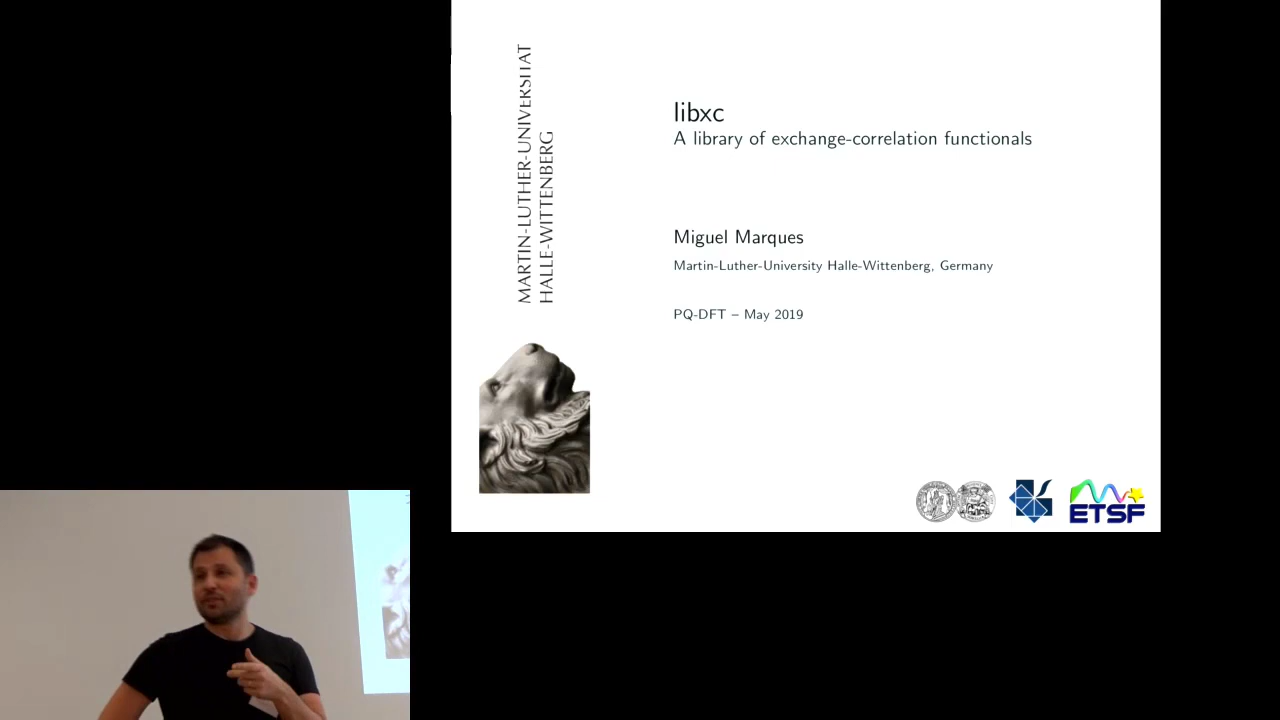 MARTIN-LUTHER-UNIVERSITÄT
HALLE-WITTENBERG
libxc
A library of exchange-correlation functionals
Miguel Marques
Martin-Luther-University Halle-Wittenberg, Germany
PQ-DFT – May 2019
ETSF